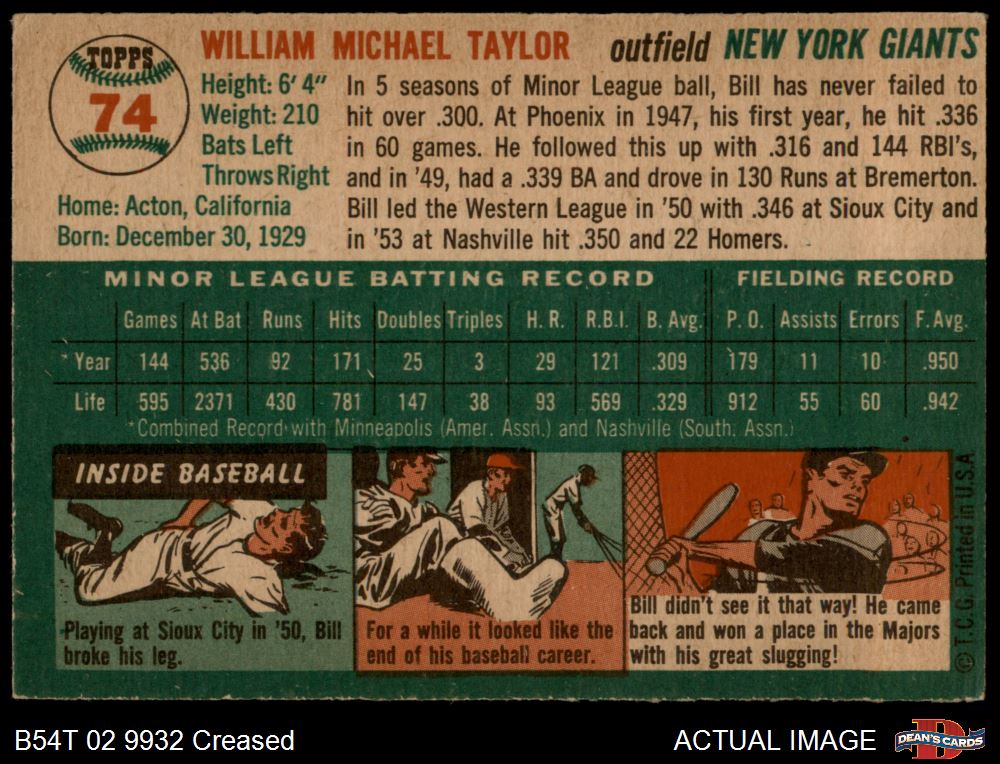 TOPPS
74
WILLIAM MICHAEL TAYLOR outfield NEW YORK GIANTS
Height: 6' 4"
Weight: 210
Bats Left
Throws Right
Home: Acton, California
Born: December 30, 1929
In 5 seasons of Minor League ball, Bill has never failed to
hit over .300. At Phoenix in 1947, his first year, he hit .336
in 60 games. He followed this up with .316 and 144 RBI's,
and in '49, had a .339 BA and drove in 130 Runs at Bremerton.
Bill led the Western League in '50 with .346 at Sioux City and
in '53 at Nashville hit .350 and 22 Homers.
MINOR LEAGUE BATTING RECORD FIELDING RECORD
Games At Bat Runs Hits Doubles Triples H. R. R.B.I. B. Avg. P. O. Assists Errors F. Avg.
* Year 144 536 92 171 25 3 29 121 .309 179 11 10 .950
Life 595 2371 430 781 147 38 93 569 .329 912 55 60 .942
*Combined Record with Minneapolis (Amer. Assn.) and Nashville (South. Assn.)
INSIDE BASEBALL
Playing at Sioux City in '50, Bill
broke his leg.
For a while it looked like the
end of his baseball career.
Bill didn't see it that way! He came
back and won a place in the Majors
with his great slugging!
© T.C.G. Printed in U.S.A.
B54T 02 9932 Creased
ACTUAL IMAGE
DEAN'S CARDS